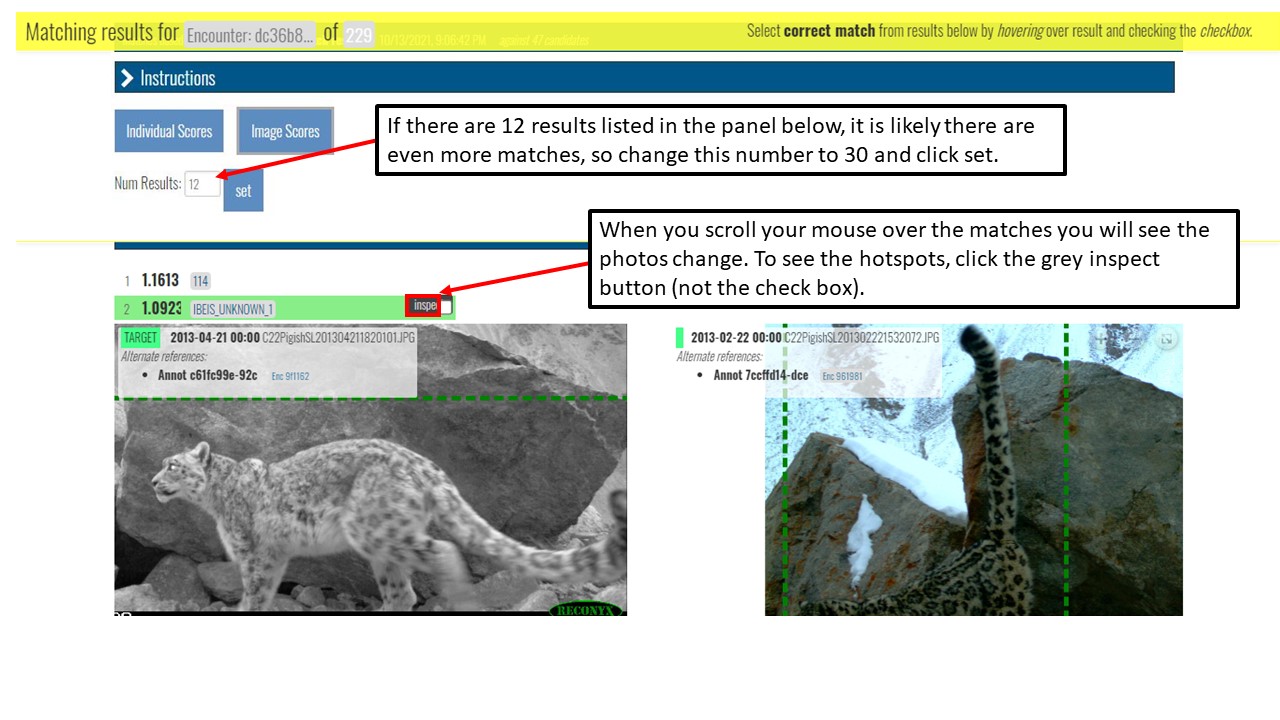 Matching results for Encounter: dc36b8... of 229
10/13/2021, 9:06:42 PM against 47 candidates
Select correct match from results below by hovering over result and checking the checkbox.
Instructions
Individual Scores Image Scores
If there are 12 results listed in the panel below, it is likely there are
even more matches, so change this number to 30 and click set.
Num Results: 12 set
When you scroll your mouse over the matches you will see the
photos change. To see the hotspots, click the grey inspect
button (not the check box).
1 1.1613 114
2 1.0923 IBEIS_UNKNOWN_1 inspe
TARGET 2013-04-21 00:00 C22PigishSL201304211820101.JPG
Alternate references:
• Annot c61fc99e-92c Enc 9f1162
2013-02-22 00:00 C22PigishSL201302221532072.JPG
Alternate references:
• Annot 7ccffd14-dce Enc 961981
RECONYX